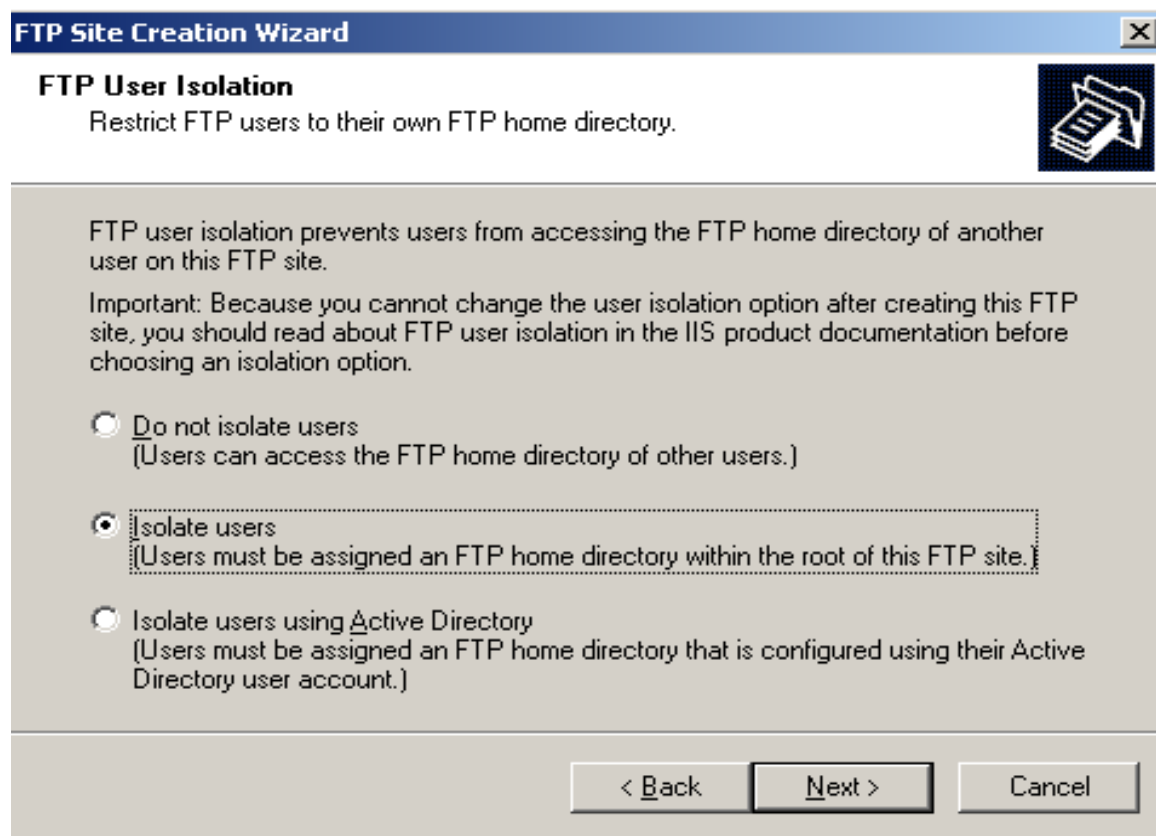 FTP Site Creation Wizard
FTP User Isolation
Restrict FTP users to their own FTP home directory.
FTP user isolation prevents users from accessing the FTP home directory of another
user on this FTP site.
Important: Because you cannot change the user isolation option after creating this FTP
site, you should read about FTP user isolation in the IIS product documentation before
choosing an isolation option.
Do not isolate users
(Users can access the FTP home directory of other users.)
Isolate users
(Users must be assigned an FTP home directory within the root of this FTP site.)
Isolate users using Active Directory
(Users must be assigned an FTP home directory that is configured using their Active
Directory user account.)
< Back Next > Cancel